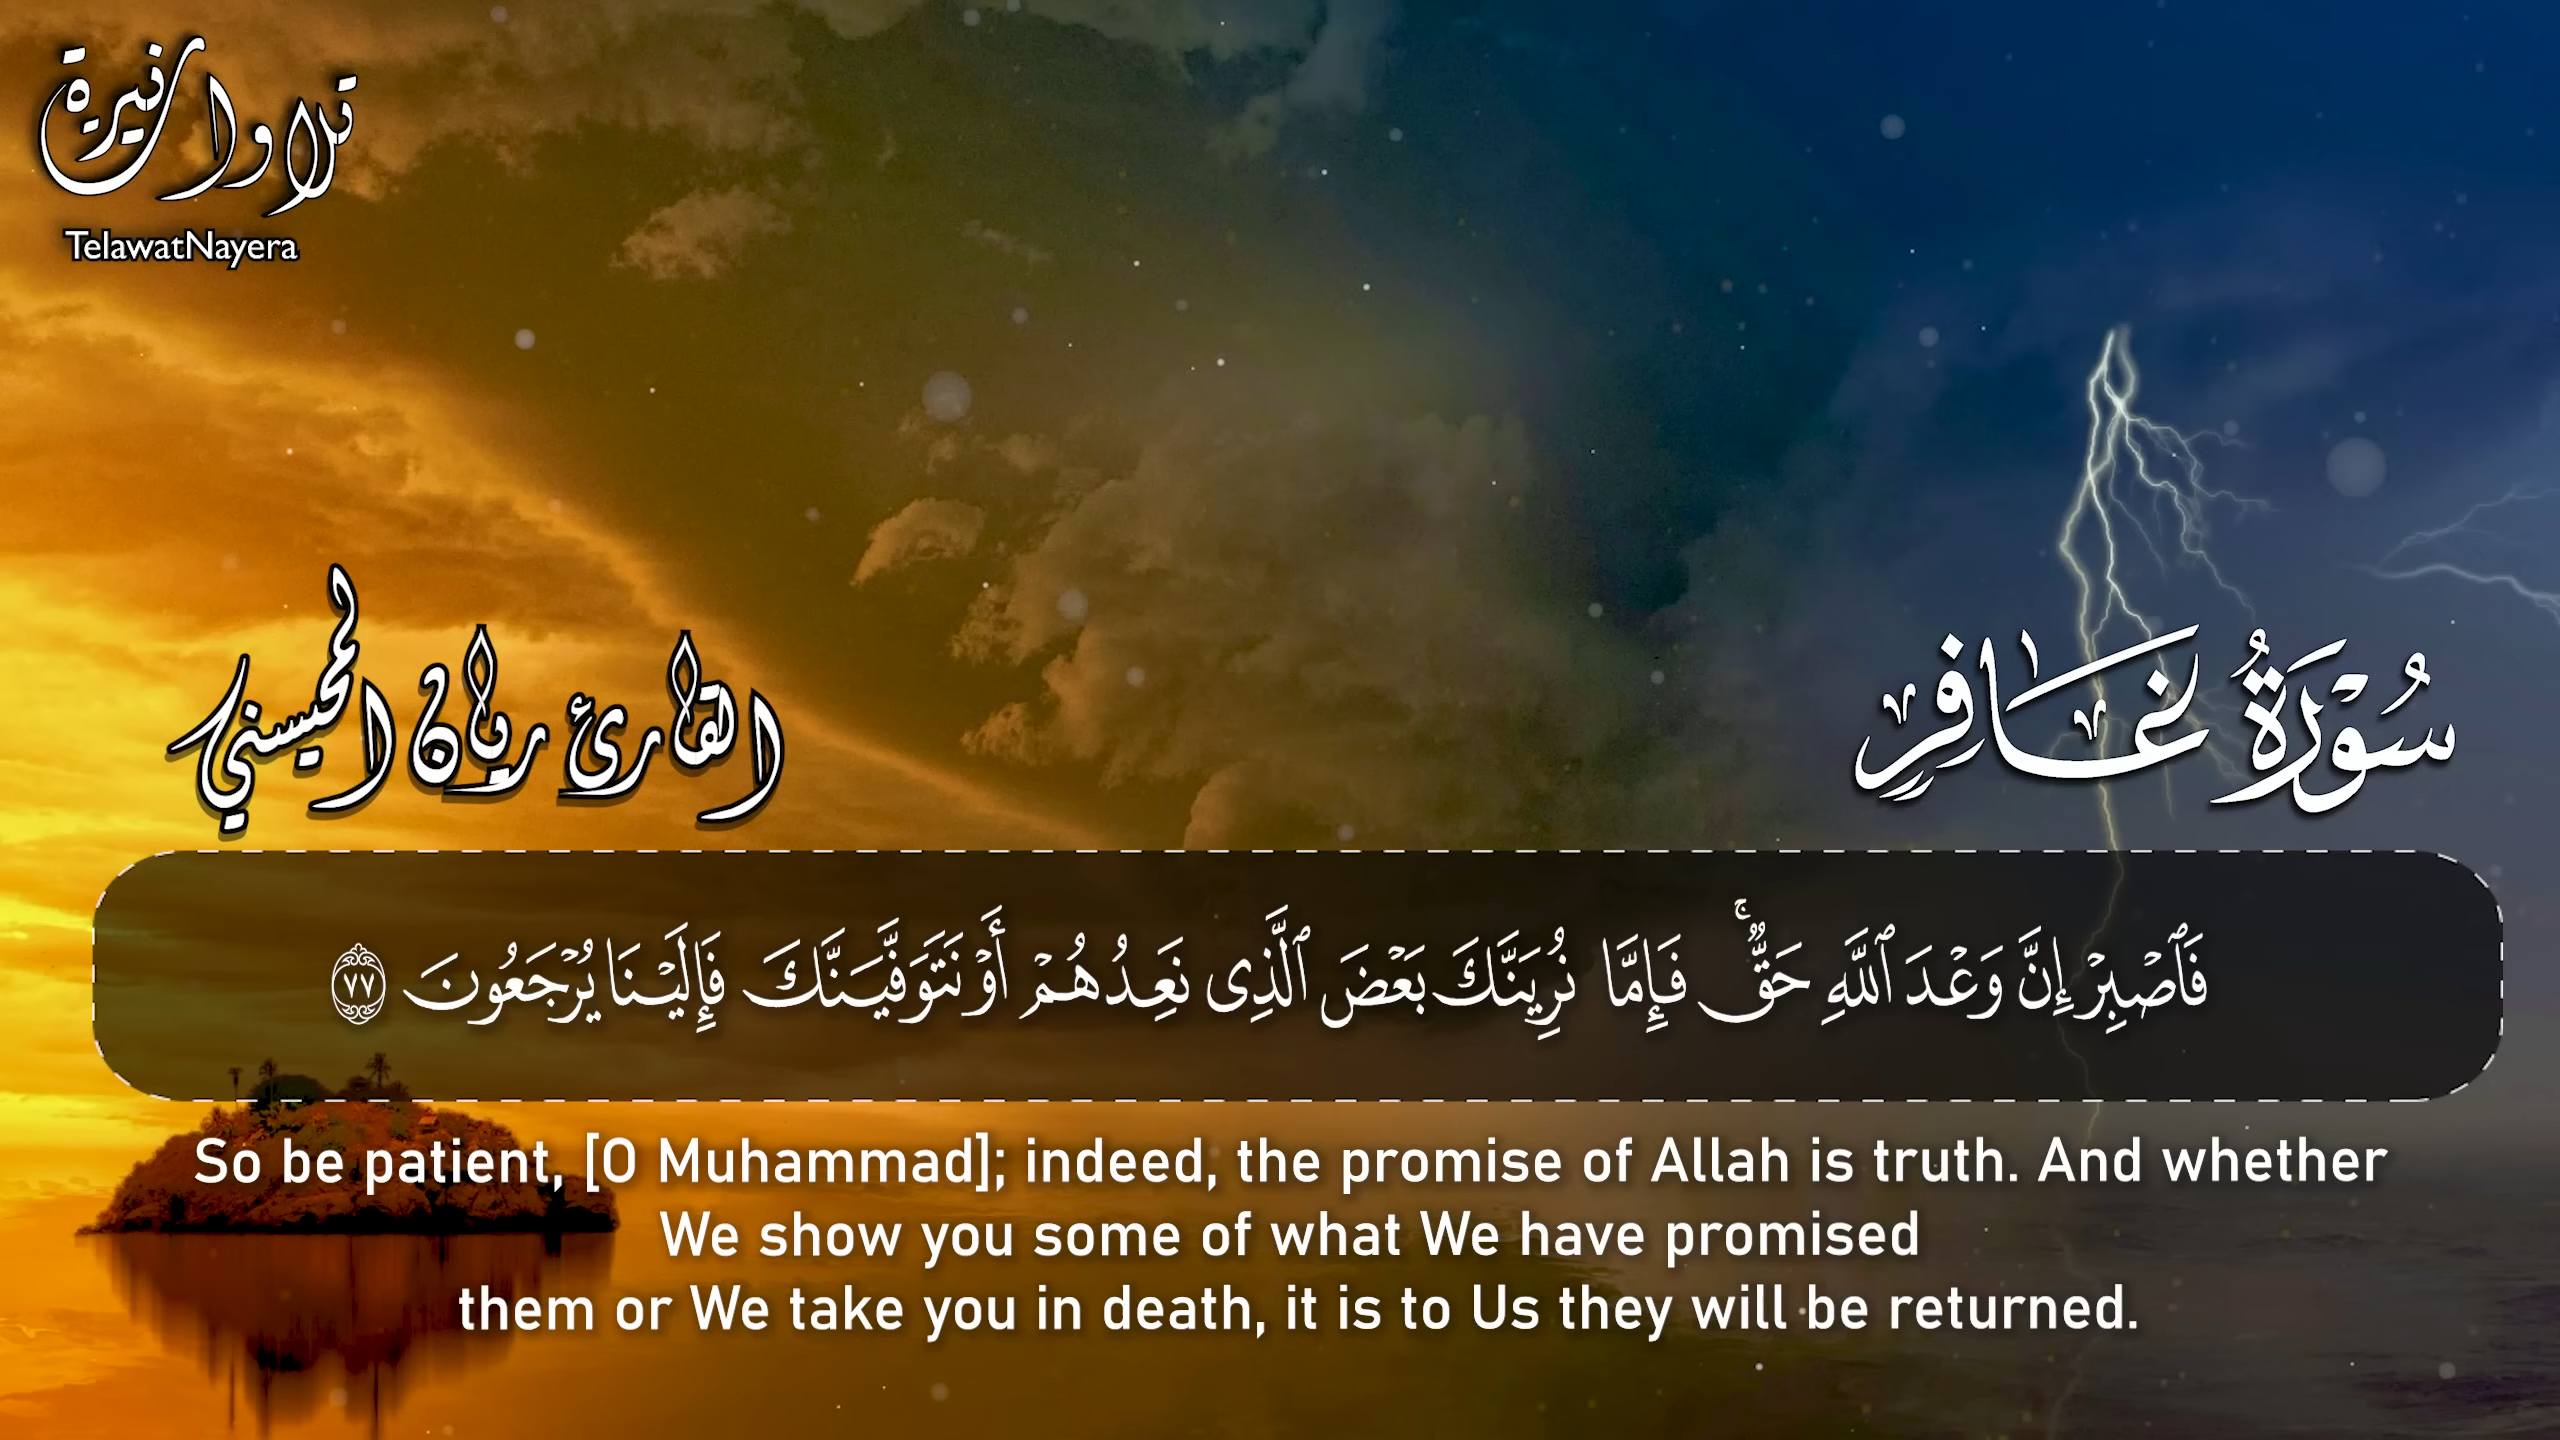 تلاوات نيرة
TelawatNayera
سُورَةُ غَافِرٍ
القارئ ريان المحيسني
فَٱصْبِرْ إِنَّ وَعْدَ ٱللَّهِ حَقٌّۚ فَإِمَّا نُرِيَنَّكَ بَعْضَ ٱلَّذِى نَعِدُهُمْ أَوْ نَتَوَفَّيَنَّكَ فَإِلَيْنَا يُرْجَعُونَ ٧٧
So be patient, [O Muhammad]; indeed, the promise of Allah is truth. And whether
We show you some of what We have promised
them or We take you in death, it is to Us they will be returned.